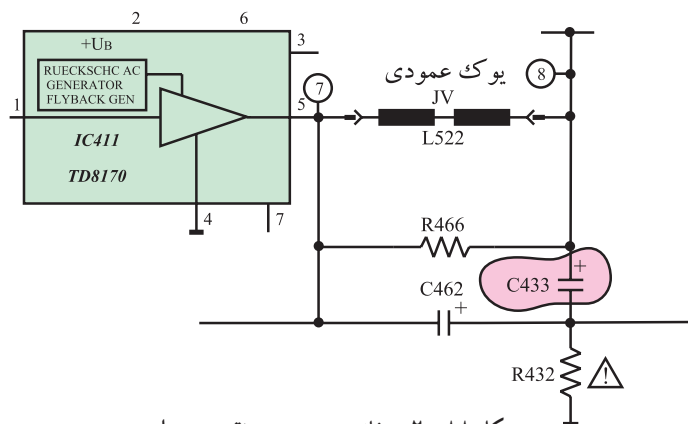 2
6
+UB
3
RUECKSCHC AC
GENERATOR
FLYBACK GEN
یوک عمودی
8
7
1
5
JV
IC411
L522
TD8170
4
7
R466
+
C433
C462
+
R432
!